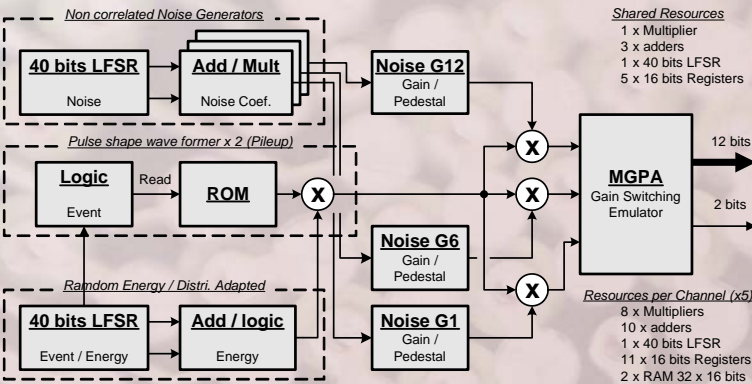 Non correlated Noise Generators
40 bits LFSR
Noise
Add / Mult
Noise Coef.
Noise G12
Gain /
Pedestal
Shared Resources
1 x Multiplier
3 x adders
1 x 40 bits LFSR
5 x 16 bits Registers
Pulse shape wave former x 2 (Pileup)
Logic
Event
Read
ROM
X
X
X
X
MGPA
Gain Switching
Emulator
12 bits
2 bits
Noise G6
Gain /
Pedestal
Ramdom Energy / Distri. Adapted
40 bits LFSR
Event / Energy
Add / logic
Energy
Noise G1
Gain /
Pedestal
Resources per Channel (x5)
8 x Multipliers
10 x adders
1 x 40 bits LFSR
11 x 16 bits Registers
2 x RAM 32 x 16 bits